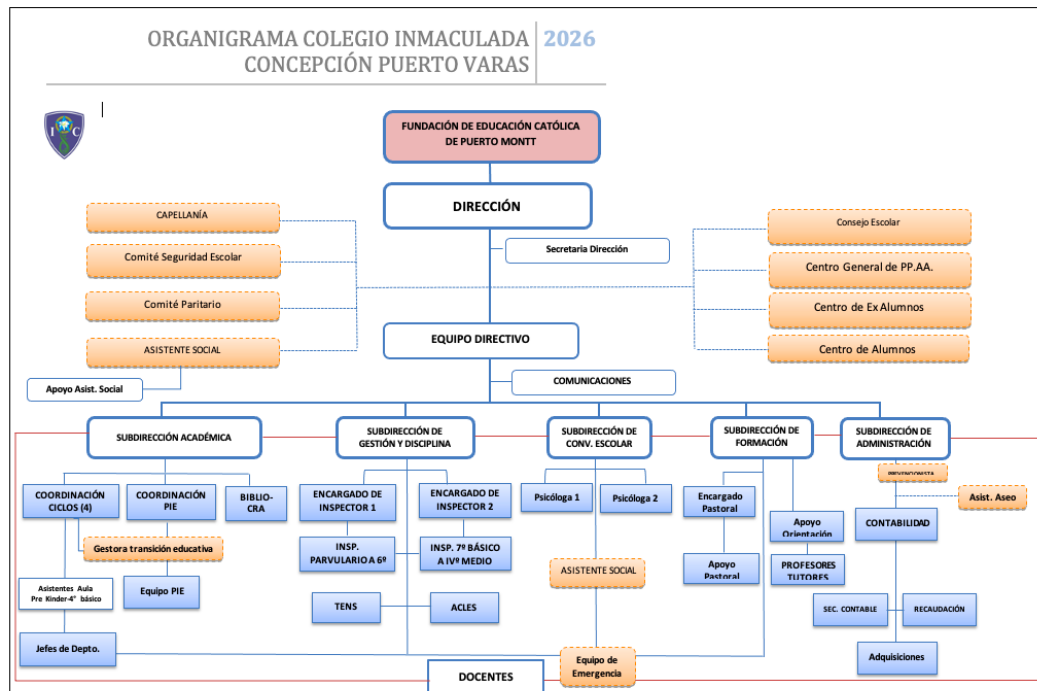 ORGANIGRAMA COLEGIO INMACULADA
CONCEPCIÓN PUERTO VARAS
2026
I C
FUNDACIÓN DE EDUCACIÓN CATÓLICA
DE PUERTO MONTT
DIRECCIÓN
Secretaria Dirección
CAPELLANÍA
Comité Seguridad Escolar
Comité Paritario
ASISTENTE SOCIAL
Apoyo Asist. Social
Consejo Escolar
Centro General de PP.AA.
Centro de Ex Alumnos
Centro de Alumnos
EQUIPO DIRECTIVO
COMUNICACIONES
SUBDIRECCIÓN ACADÉMICA
SUBDIRECCIÓN DE
GESTIÓN Y DISCIPLINA
SUBDIRECCIÓN DE
CONV. ESCOLAR
SUBDIRECCIÓN DE
FORMACIÓN
SUBDIRECCIÓN DE
ADMINISTRACIÓN
COORDINACIÓN
CICLOS (4)
COORDINACIÓN
PIE
BIBLIO-
CRA
Gestora transición educativa
Asistentes Aula
Pre Kinder-4° básico
Equipo PIE
Jefes de Depto.
ENCARGADO DE
INSPECTOR 1
ENCARGADO DE
INSPECTOR 2
INSP.
PARVULARIO A 6º
INSP. 7º BÁSICO
A IVº MEDIO
TENS
ACLES
Psicóloga 1
Psicóloga 2
ASISTENTE SOCIAL
Equipo de
Emergencia
Encargado
Pastoral
Apoyo
Pastoral
Apoyo
Orientación
PROFESORES
TUTORES
PREVENCIONISTA
Asist. Aseo
CONTABILIDAD
SEC. CONTABLE
RECAUDACIÓN
Adquisiciones
DOCENTES